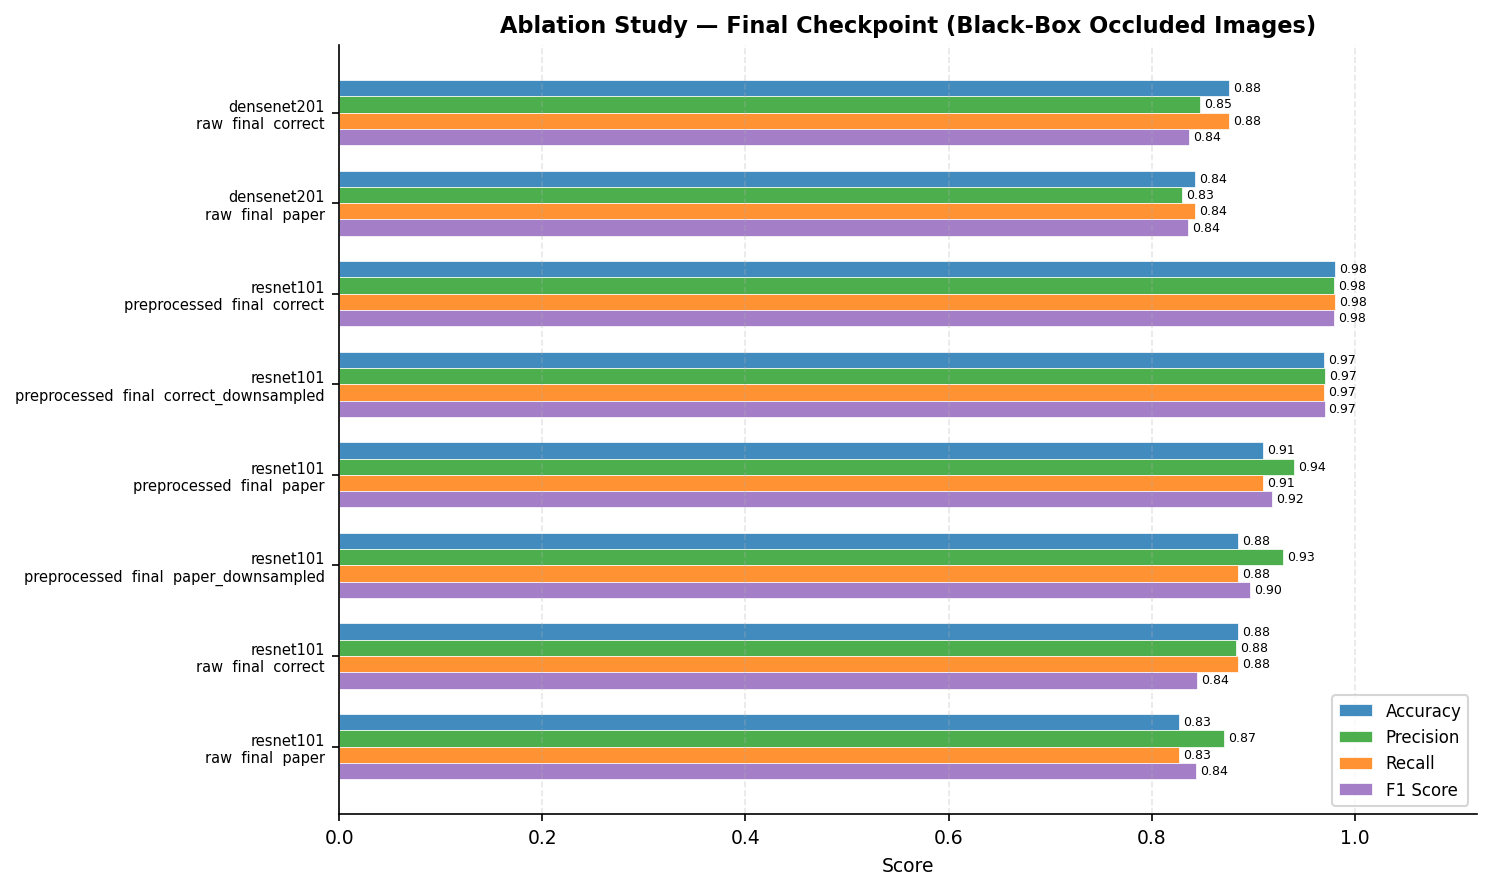 Ablation Study — Final Checkpoint (Black-Box Occluded Images)
densenet201
raw  final  correct
0.88
0.85
0.88
0.84
densenet201
raw  final  paper
0.84
0.83
0.84
0.84
resnet101
preprocessed  final  correct
0.98
0.98
0.98
0.98
resnet101
preprocessed  final  correct_downsampled
0.97
0.97
0.97
0.97
resnet101
preprocessed  final  paper
0.91
0.94
0.91
0.92
resnet101
preprocessed  final  paper_downsampled
0.88
0.93
0.88
0.90
resnet101
raw  final  correct
0.88
0.88
0.88
0.84
resnet101
raw  final  paper
0.83
0.87
0.83
0.84
Accuracy
Precision
Recall
F1 Score
0.0 0.2 0.4 0.6 0.8 1.0
Score